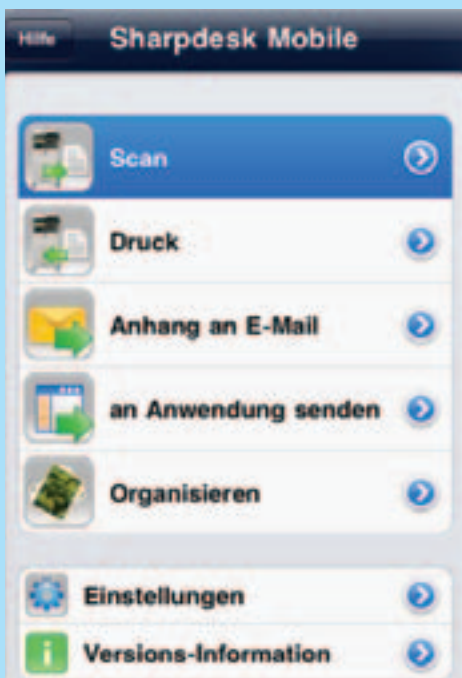 Hilfe
Sharpdesk Mobile
Scan
Druck
Anhang an E-Mail
an Anwendung senden
Organisieren
Einstellungen
Versions-Information